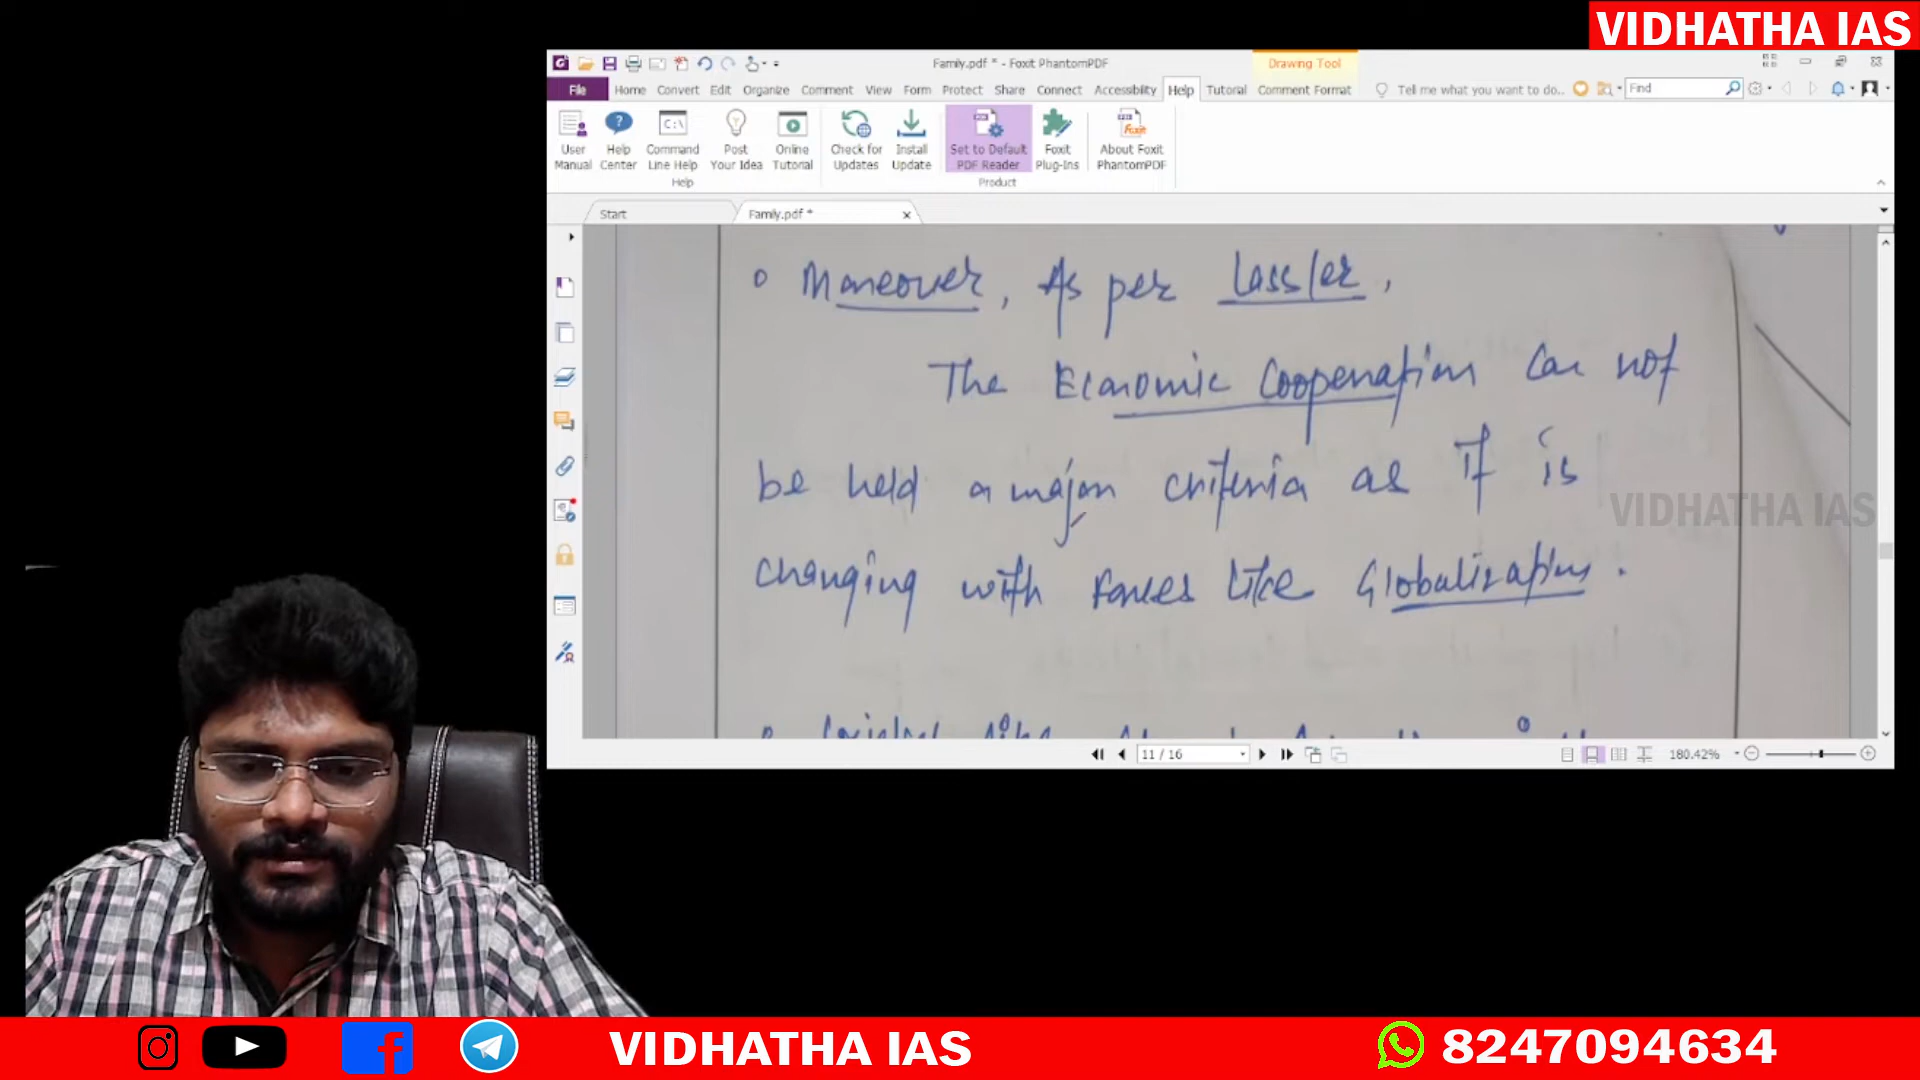 VIDHATHA IAS
Family.pdf * - Foxit PhantomPDF
Drawing Tool
File Home Convert Edit Organize Comment View Form Protect Share Connect Accessibility Help Tutorial Comment Format Tell me what you want to do.. Find
User Manual
Help Center
C:\ Command Line Help
Post Your Idea
Online Tutorial
Check for Updates
Install Update
Set to Default PDF Reader
Foxit Plug-Ins
Foxit About Foxit PhantomPDF
Help
Product
Start
Family.pdf *
Moreover, As per
The Economic Cooperation can not
be held a major criteria as it is
VIDHATHA IAS
changing with Forces like Globalization.
11 / 16
180.42%
VIDHATHA IAS
8247094634